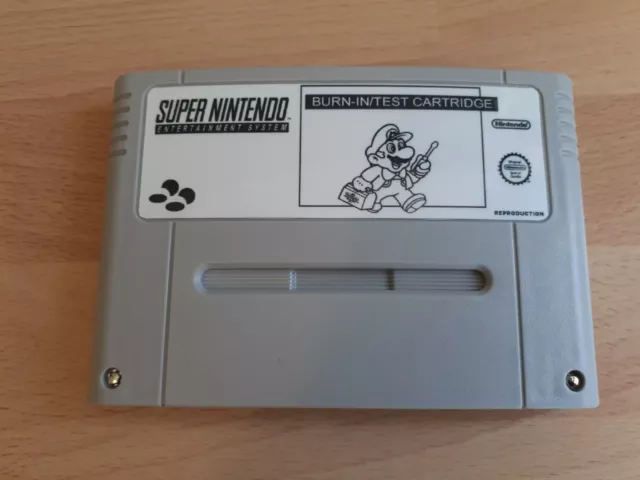 SUPER NINTENDO
ENTERTAINMENT SYSTEM
BURN-IN/TEST CARTRIDGE
Nintendo
REPRODUCTION